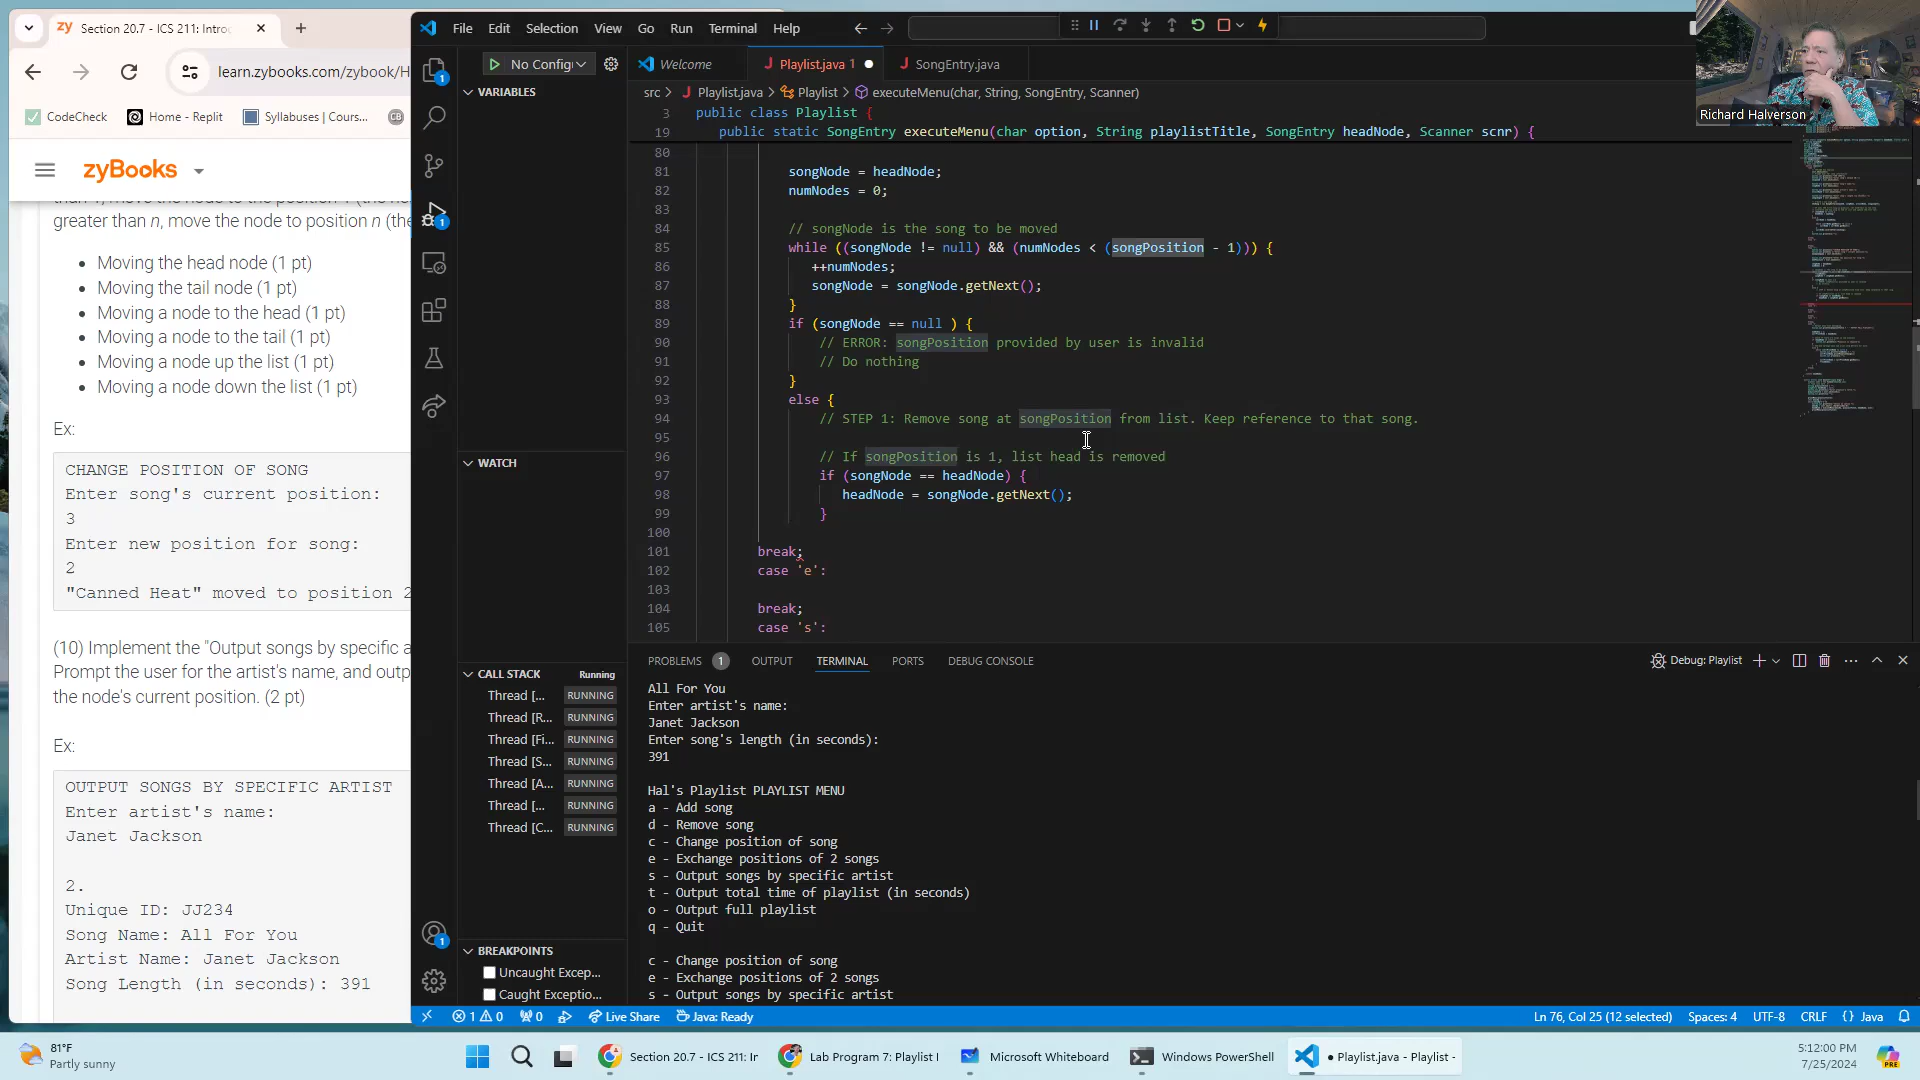 Section 20.7 - ICS 211: Introd
learn.zybooks.com/zybook/H
CodeCheck
Home - Replit
Syllabuses | Cours...
CB
zyBooks
greater than n, move the node to position n (the
Moving the head node (1 pt)
Moving the tail node (1 pt)
Moving a node to the head (1 pt)
Moving a node to the tail (1 pt)
Moving a node up the list (1 pt)
Moving a node down the list (1 pt)
Ex:
CHANGE POSITION OF SONG
Enter song's current position:
3
Enter new position for song:
2
"Canned Heat" moved to position 2
(10) Implement the "Output songs by specific a
Prompt the user for the artist's name, and outp
the node's current position. (2 pt)
Ex:
OUTPUT SONGS BY SPECIFIC ARTIST
Enter artist's name:
Janet Jackson
2.
Unique ID: JJ234
Song Name: All For You
Artist Name: Janet Jackson
Song Length (in seconds): 391
File Edit Selection View Go Run Terminal Help
No Config
Welcome
Playlist.java 1
SongEntry.java
src > Playlist.java > Playlist > executeMenu(char, String, SongEntry, Scanner)
VARIABLES
WATCH
CALL STACK Running
Thread [... RUNNING
Thread [R... RUNNING
Thread [Fi... RUNNING
Thread [S... RUNNING
Thread [A... RUNNING
Thread [... RUNNING
Thread [C... RUNNING
BREAKPOINTS
Uncaught Excep...
Caught Exceptio...
3 public class Playlist {
19 public static SongEntry executeMenu(char option, String playlistTitle, SongEntry headNode, Scanner scnr) {
80
81 songNode = headNode;
82 numNodes = 0;
83
84 // songNode is the song to be moved
85 while ((songNode != null) && (numNodes < (songPosition - 1))) {
86 ++numNodes;
87 songNode = songNode.getNext();
88 }
89 if (songNode == null ) {
90 // ERROR: songPosition provided by user is invalid
91 // Do nothing
92 }
93 else {
94 // STEP 1: Remove song at songPosition from list. Keep reference to that song.
95
96 // If songPosition is 1, list head is removed
97 if (songNode == headNode) {
98 headNode = songNode.getNext();
99 }
100
101 break;
102 case 'e':
103
104 break;
105 case 's':
PROBLEMS 1 OUTPUT TERMINAL PORTS DEBUG CONSOLE
Debug: Playlist
All For You
Enter artist's name:
Janet Jackson
Enter song's length (in seconds):
391
Hal's Playlist PLAYLIST MENU
a - Add song
d - Remove song
c - Change position of song
e - Exchange positions of 2 songs
s - Output songs by specific artist
t - Output total time of playlist (in seconds)
o - Output full playlist
q - Quit
c - Change position of song
e - Exchange positions of 2 songs
s - Output songs by specific artist
1 0 0 Live Share Java: Ready
Ln 76, Col 25 (12 selected) Spaces: 4 UTF-8 CRLF {} Java
Richard Halverson
81°F
Partly sunny
Section 20.7 - ICS 211: Ir
Lab Program 7: Playlist I
Microsoft Whiteboard
Windows PowerShell
Playlist.java - Playlist -
5:12:00 PM
7/25/2024
PRE